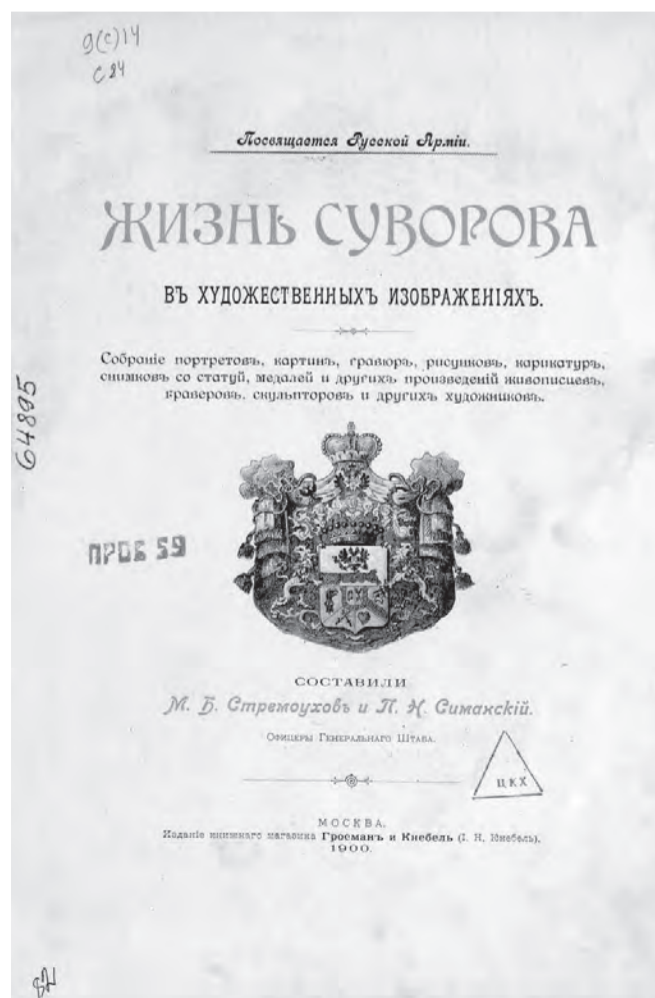 9(с)14
С 84
Посвящается Русской Арміи.
ЖИЗНЬ СУВОРОВА
ВЪ ХУДОЖЕСТВЕННЫХЪ ИЗОБРАЖЕНІЯХЪ.
Собраніе портретовъ, картинъ, гравюръ, рисунковъ, карикатуръ,
снимковъ со статуй, медалей и другихъ произведеній живописцевъ,
граверовъ, скульпторовъ и другихъ художниковъ.
64895
ПРОБ 59
СОСТАВИЛИ
М. Б. Стремоуховъ и П. Н. Симанскій.
Офицеры Генеральнаго Штаба.
ЦКХ
МОСКВА.
Изданіе книжнаго магазина Гросманъ и Кнебель (І. Н. Кнебель).
1900.